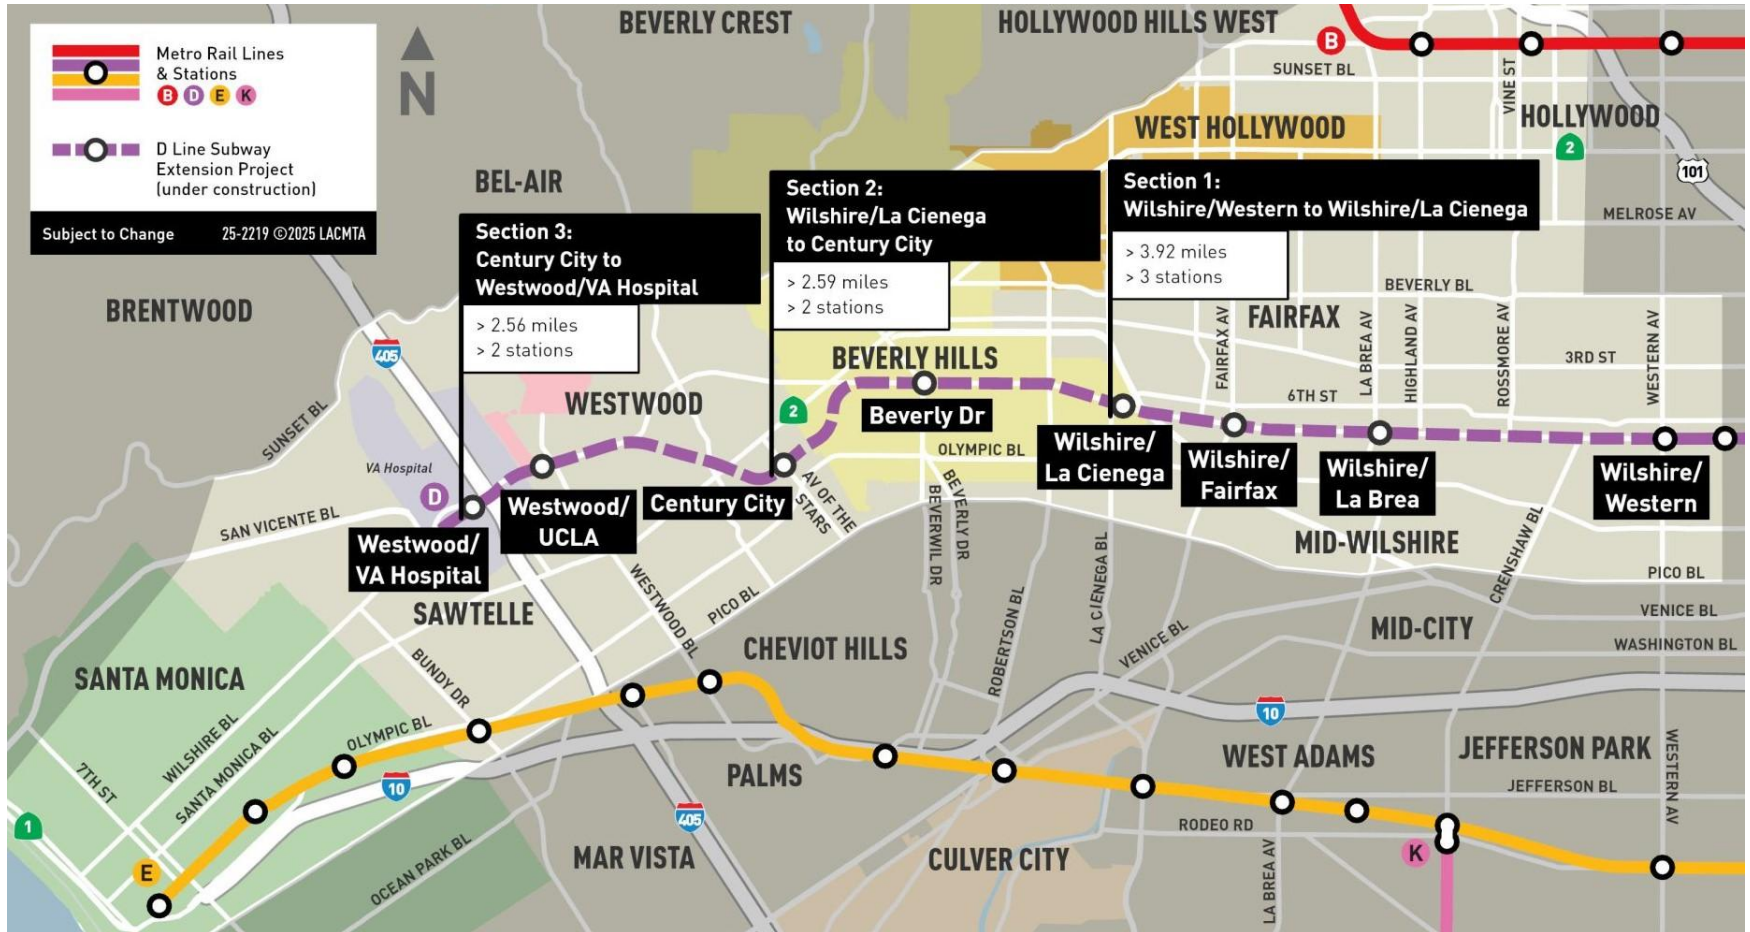 Metro Rail Lines
& Stations
B D E K
D Line Subway
Extension Project
(under construction)
Subject to Change 25-2219 ©2025 LACMTA
N
BEVERLY CREST
HOLLYWOOD HILLS WEST
B
SUNSET BL
VINE ST
HOLLYWOOD
2
101
WEST HOLLYWOOD
BEL-AIR
MELROSE AV
Section 3:
Century City to
Westwood/VA Hospital
> 2.56 miles
> 2 stations
Section 2:
Wilshire/La Cienega
to Century City
> 2.59 miles
> 2 stations
Section 1:
Wilshire/Western to Wilshire/La Cienega
> 3.92 miles
> 3 stations
BRENTWOOD
405
BEVERLY BL
FAIRFAX
FAIRFAX AV
LA BREA AV
HIGHLAND AV
ROSSMORE AV
WESTERN AV
3RD ST
6TH ST
BEVERLY HILLS
WESTWOOD
2
SUNSET BL
VA Hospital
D
SAN VICENTE BL
Westwood/
VA Hospital
Westwood/
UCLA
Century City
AV OF THE
STARS
Beverly Dr
OLYMPIC BL
BEVERWIL DR
BEVERLY DR
Wilshire/
La Cienega
Wilshire/
Fairfax
Wilshire/
La Brea
Wilshire/
Western
MID-WILSHIRE
CRENSHAW BL
PICO BL
VENICE BL
WASHINGTON BL
MID-CITY
LA CIENEGA BL
ROBERTSON BL
VENICE BL
SAWTELLE
WESTWOOD BL
PICO BL
CHEVIOT HILLS
SANTA MONICA
BUNDY DR
WILSHIRE BL
SANTA MONICA BL
OLYMPIC BL
7TH ST
1
10
E
OCEAN PARK BL
MAR VISTA
405
PALMS
CULVER CITY
10
WEST ADAMS
JEFFERSON PARK
JEFFERSON BL
WESTERN AV
RODEO RD
LA BREA AV
K